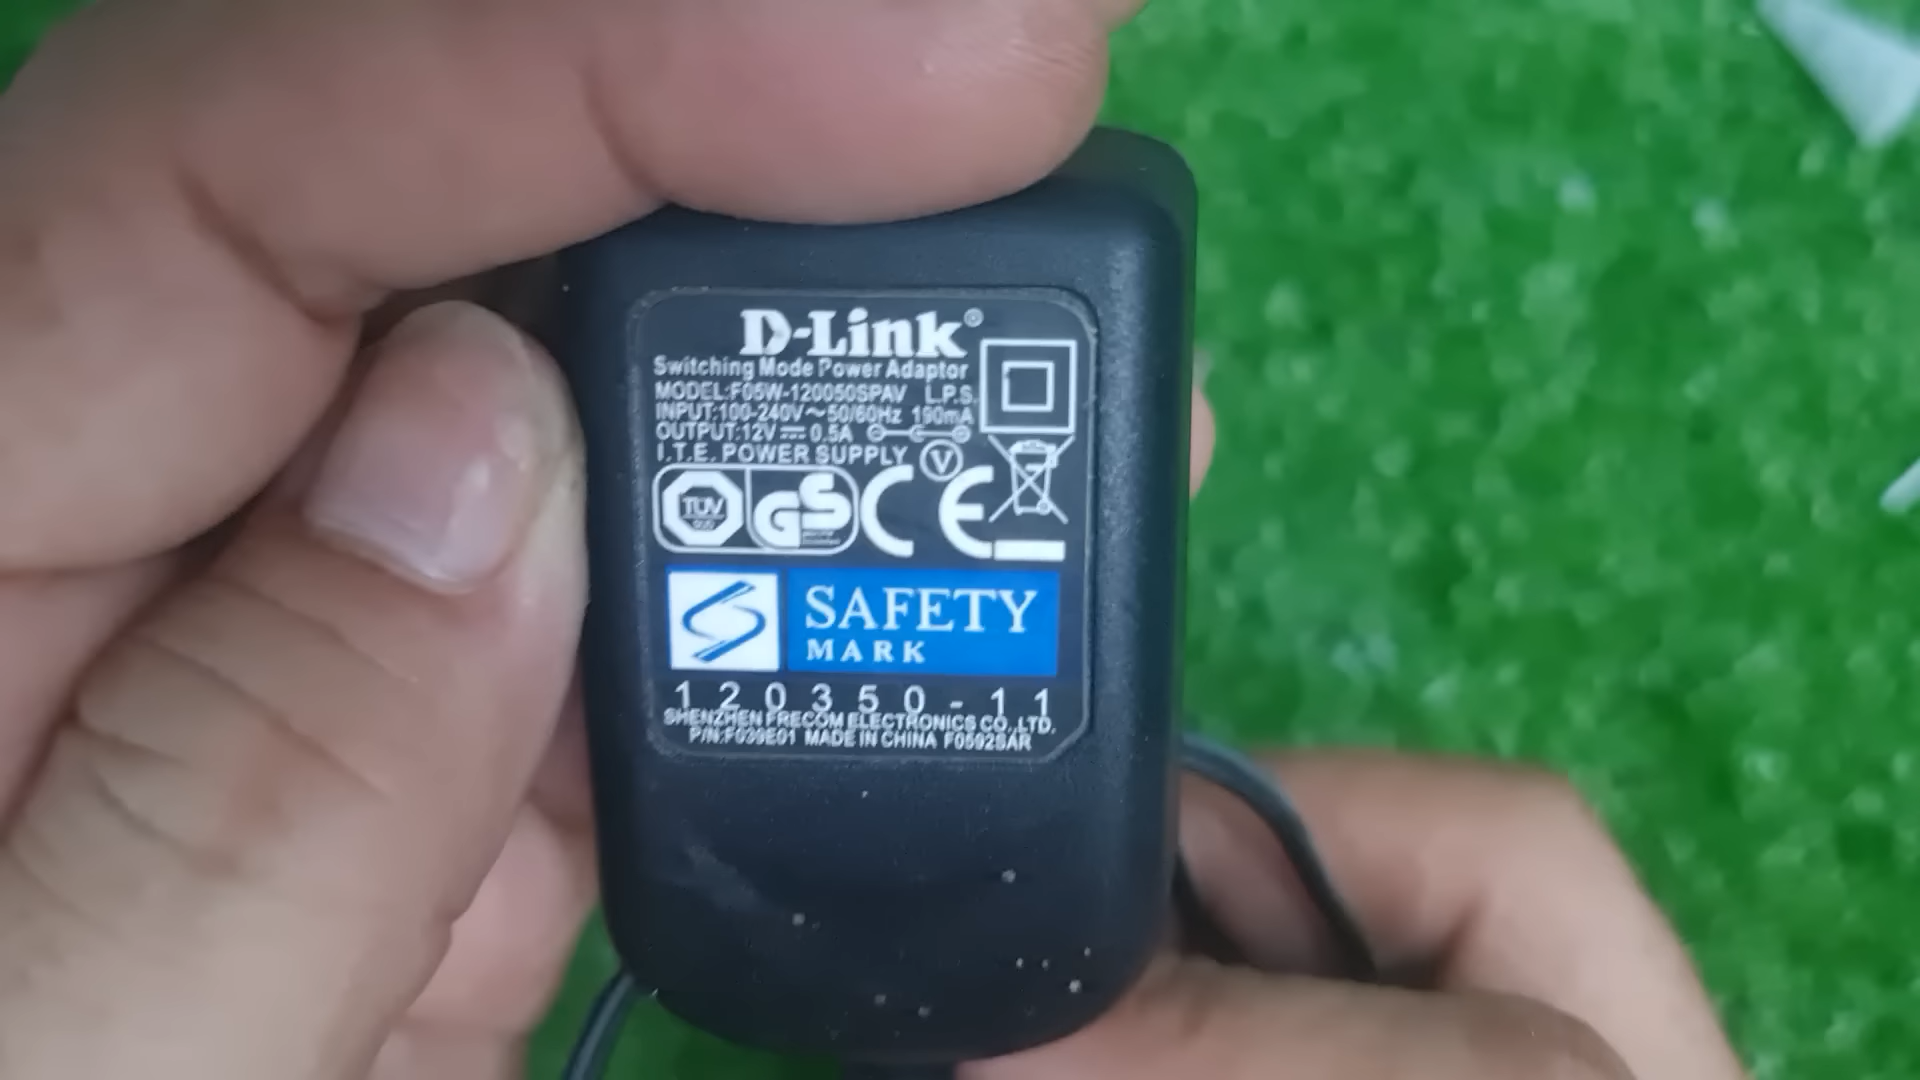 D-Link®
Switching Mode Power Adaptor
MODEL:F05W-120050SPAV L.P.S.
INPUT:100-240V~50/60Hz 190mA
OUTPUT:12V⎓0.5A
I.T.E. POWER SUPPLY V
TÜV SÜD GS CE
SAFETY
MARK
120350-11
SHENZHEN FRECOM ELECTRONICS CO.,LTD.
P/N:F039E01 MADE IN CHINA F0592SAR